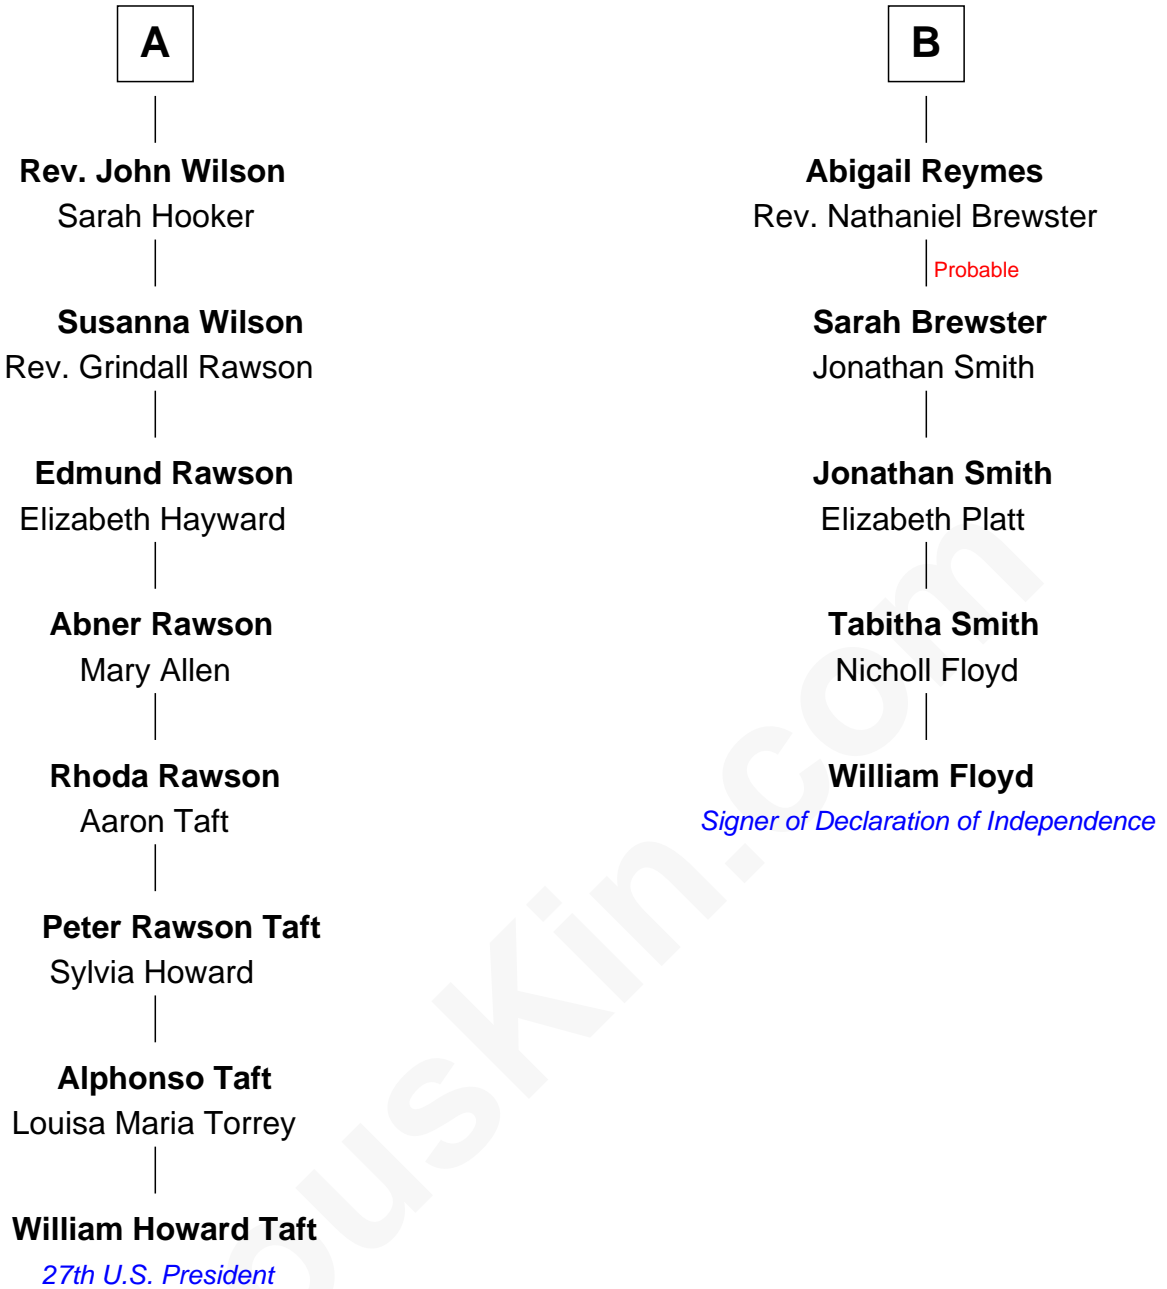 A
Rev. John Wilson
Sarah Hooker
Susanna Wilson
Rev. Grindall Rawson
Edmund Rawson
Elizabeth Hayward
Abner Rawson
Mary Allen
Rhoda Rawson
Aaron Taft
Peter Rawson Taft
Sylvia Howard
Alphonso Taft
Louisa Maria Torrey
William Howard Taft
27th U.S. President
B
Abigail Reymes
Rev. Nathaniel Brewster
Probable
Sarah Brewster
Jonathan Smith
Jonathan Smith
Elizabeth Platt
Tabitha Smith
Nicholl Floyd
William Floyd
Signer of Declaration of Independence
ousKin.com